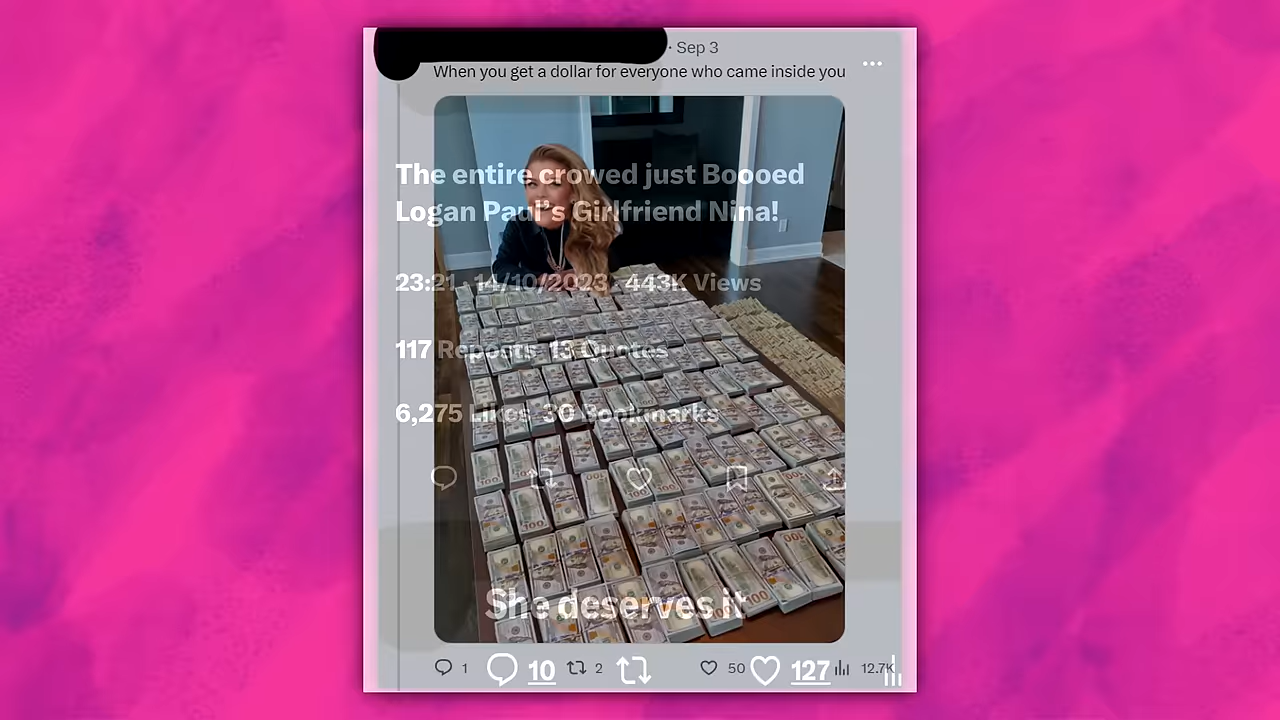 · Sep 3
When you get a dollar for everyone who came inside you
The entire crowed just Boooed
Logan Paul's Girlfriend Nina!
23:21 · 14/10/2023 · 443K Views
117 Reposts 13 Quotes
6,275 Likes 30 Bookmarks
She deserves it
1 10 2 50 127 12.7K